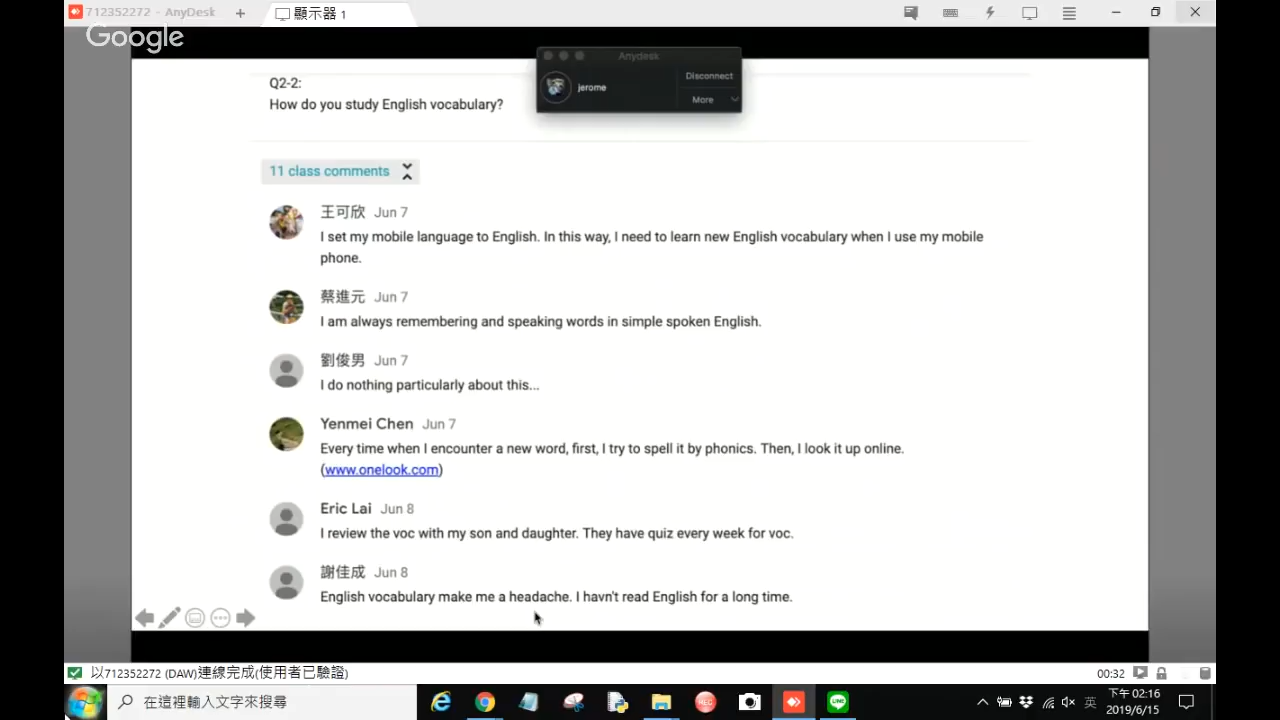 712352272 - AnyDesk
顯示器 1
Google
Anydesk
jerome
Disconnect
More
Q2-2:
How do you study English vocabulary?
11 class comments
王可欣 Jun 7
I set my mobile language to English. In this way, I need to learn new English vocabulary when I use my mobile
phone.
蔡進元 Jun 7
I am always remembering and speaking words in simple spoken English.
劉俊男 Jun 7
I do nothing particularly about this...
Yenmei Chen Jun 7
Every time when I encounter a new word, first, I try to spell it by phonics. Then, I look it up online.
(www.onelook.com)
Eric Lai Jun 8
I review the voc with my son and daughter. They have quiz every week for voc.
謝佳成 Jun 8
English vocabulary make me a headache. I havn't read English for a long time.
以712352272 (DAW)連線完成(使用者已驗證)
00:32
在這裡輸入文字來搜尋
REC
LINE
英
下午 02:16
2019/6/15